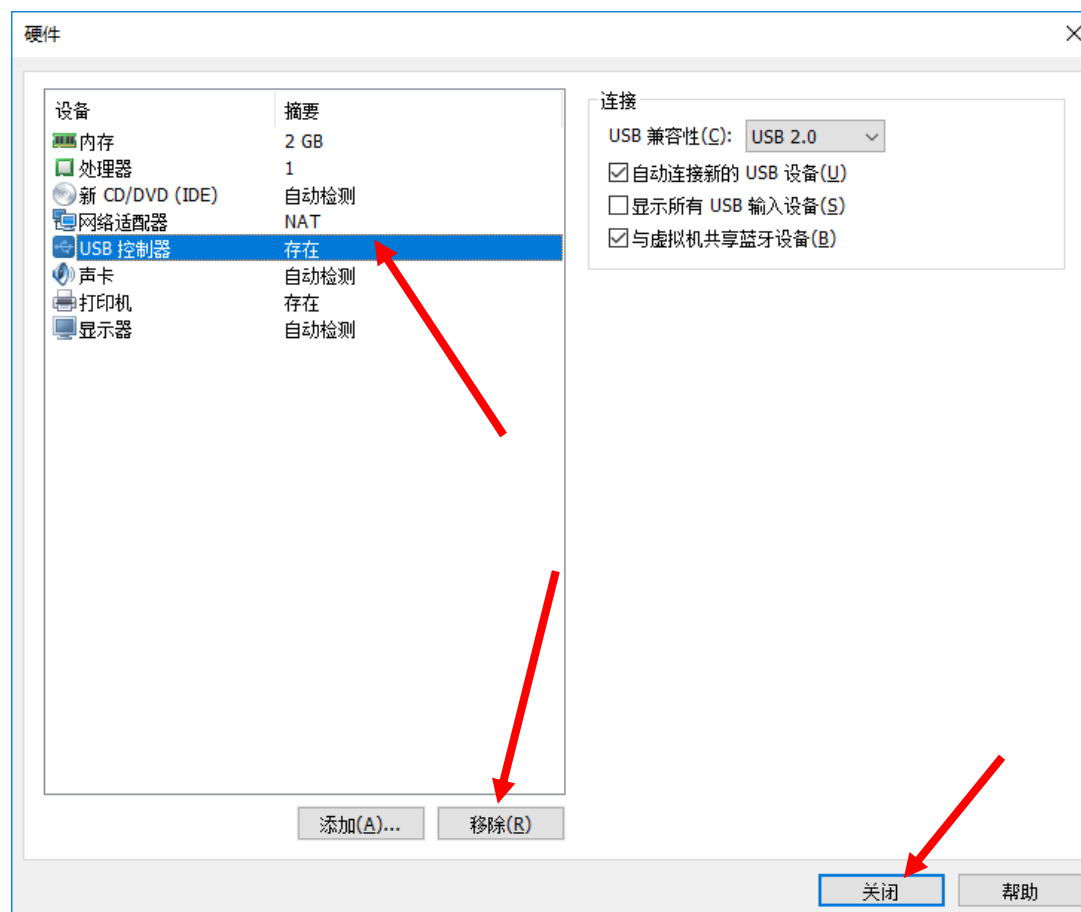 硬件
设备 摘要
内存 2 GB
处理器 1
新 CD/DVD (IDE) 自动检测
网络适配器 NAT
USB 控制器 存在
声卡 自动检测
打印机 存在
显示器 自动检测
连接
USB 兼容性(C): USB 2.0
自动连接新的 USB 设备(U)
显示所有 USB 输入设备(S)
与虚拟机共享蓝牙设备(B)
添加(A)... 移除(R)
关闭 帮助